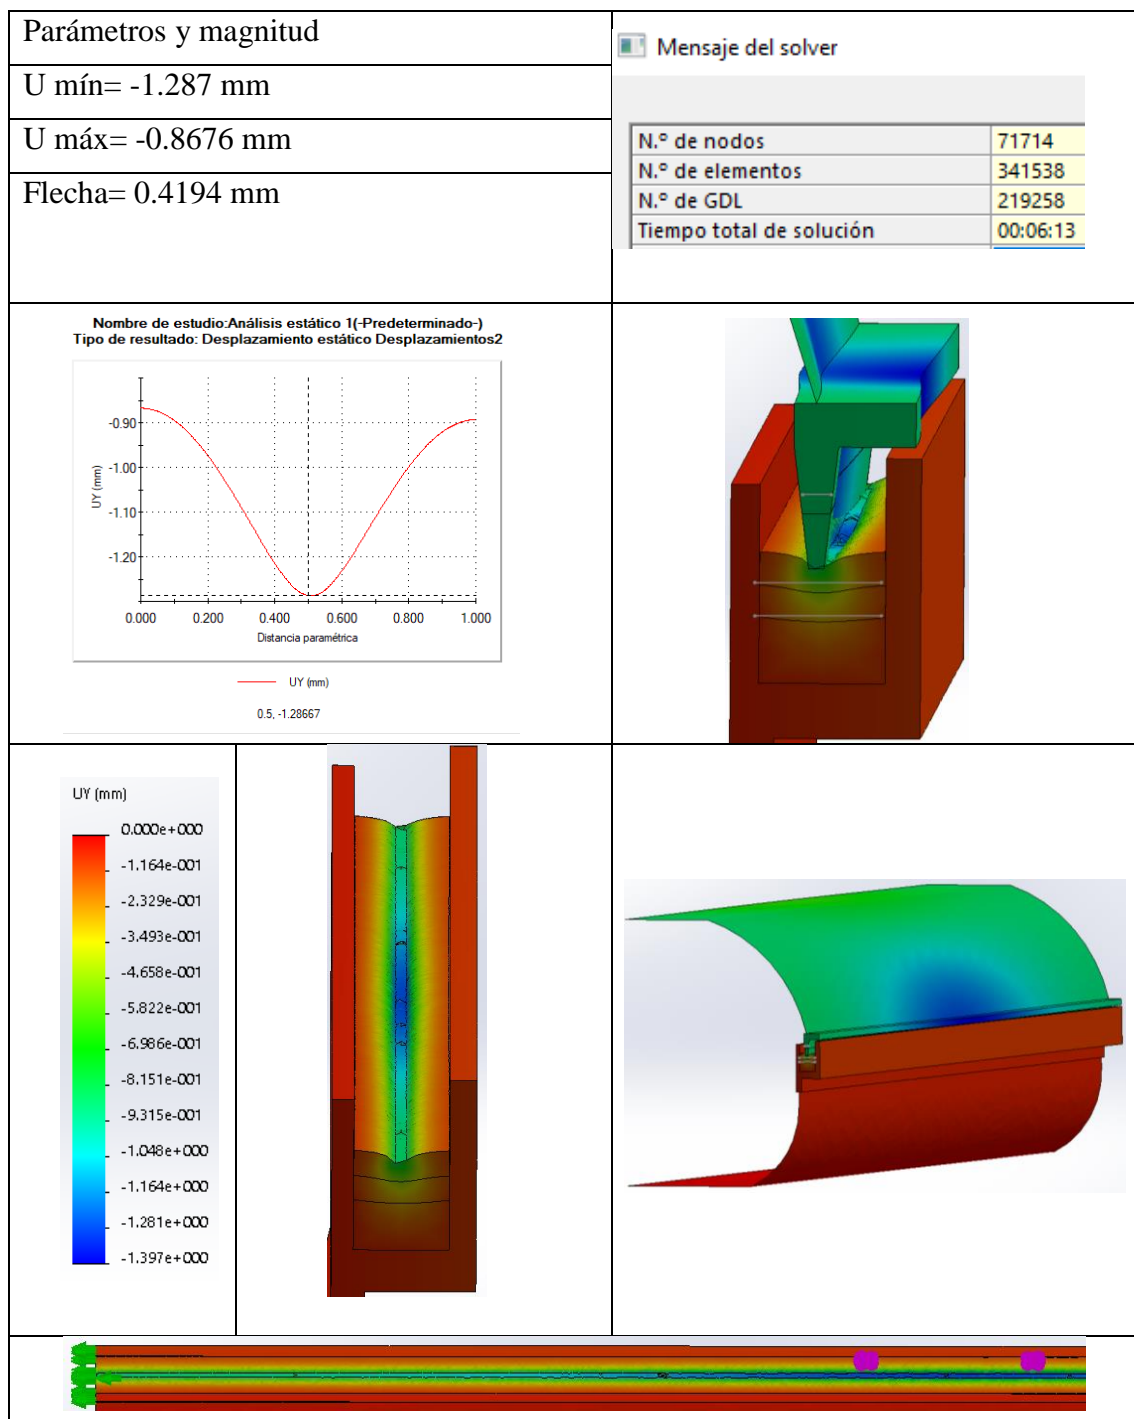 Parámetros y magnitud
U mín= -1.287 mm
U máx= -0.8676 mm
Flecha= 0.4194 mm
Mensaje del solver
N.º de nodos 71714
N.º de elementos 341538
N.º de GDL 219258
Tiempo total de solución 00:06:13
Nombre de estudio:Análisis estático 1(-Predeterminado-)
Tipo de resultado: Desplazamiento estático Desplazamientos2
-0.90
-1.00
-1.10
-1.20
UY (mm)
0.000 0.200 0.400 0.600 0.800 1.000
Distancia paramétrica
UY (mm)
0.5, -1.28667
UY (mm)
0.000e+000
-1.164e-001
-2.329e-001
-3.493e-001
-4.658e-001
-5.822e-001
-6.986e-001
-8.151e-001
-9.315e-001
-1.048e+000
-1.164e+000
-1.281e+000
-1.397e+000